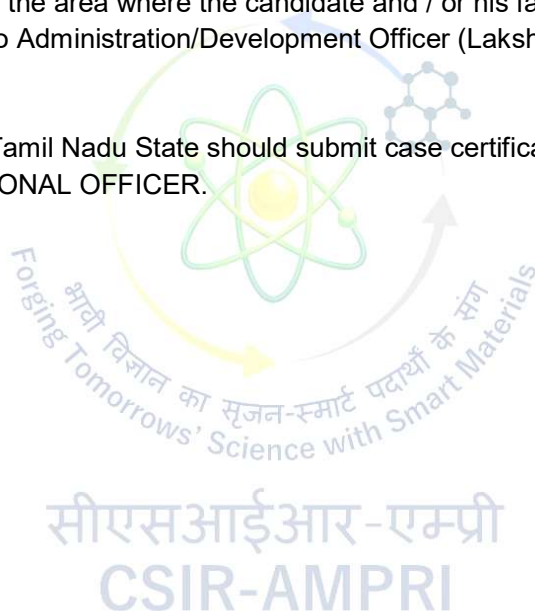 the area where the candidate and / or his fa
o Administration/Development Officer (Laksh
Tamil Nadu State should submit case certifica
IONAL OFFICER.
भावी विज्ञान का सृजन-स्मार्ट पदार्थों के संग
Forging Tomorrows' Science with Smart Materials
सीएसआईआर-एम्प्री
CSIR-AMPRI